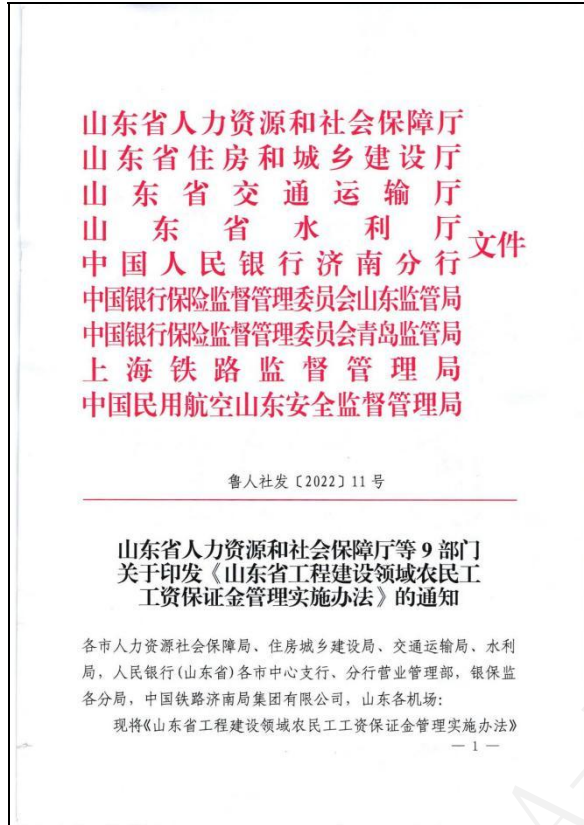 山东省人力资源和社会保障厅
山东省住房和城乡建设厅
山东省交通运输厅
山东省水利厅
中国人民银行济南分行
文件
中国银行保险监督管理委员会山东监管局
中国银行保险监督管理委员会青岛监管局
上海铁路监督管理局
中国民用航空山东安全监督管理局
鲁人社发〔2022〕11号
山东省人力资源和社会保障厅等9部门
关于印发《山东省工程建设领域农民工
工资保证金管理实施办法》的通知
各市人力资源社会保障局、住房城乡建设局、交通运输局、水利
局，人民银行(山东省)各市中心支行、分行营业管理部，银保监
各分局，中国铁路济南局集团有限公司，山东各机场：
现将《山东省工程建设领域农民工工资保证金管理实施办法》
— 1 —